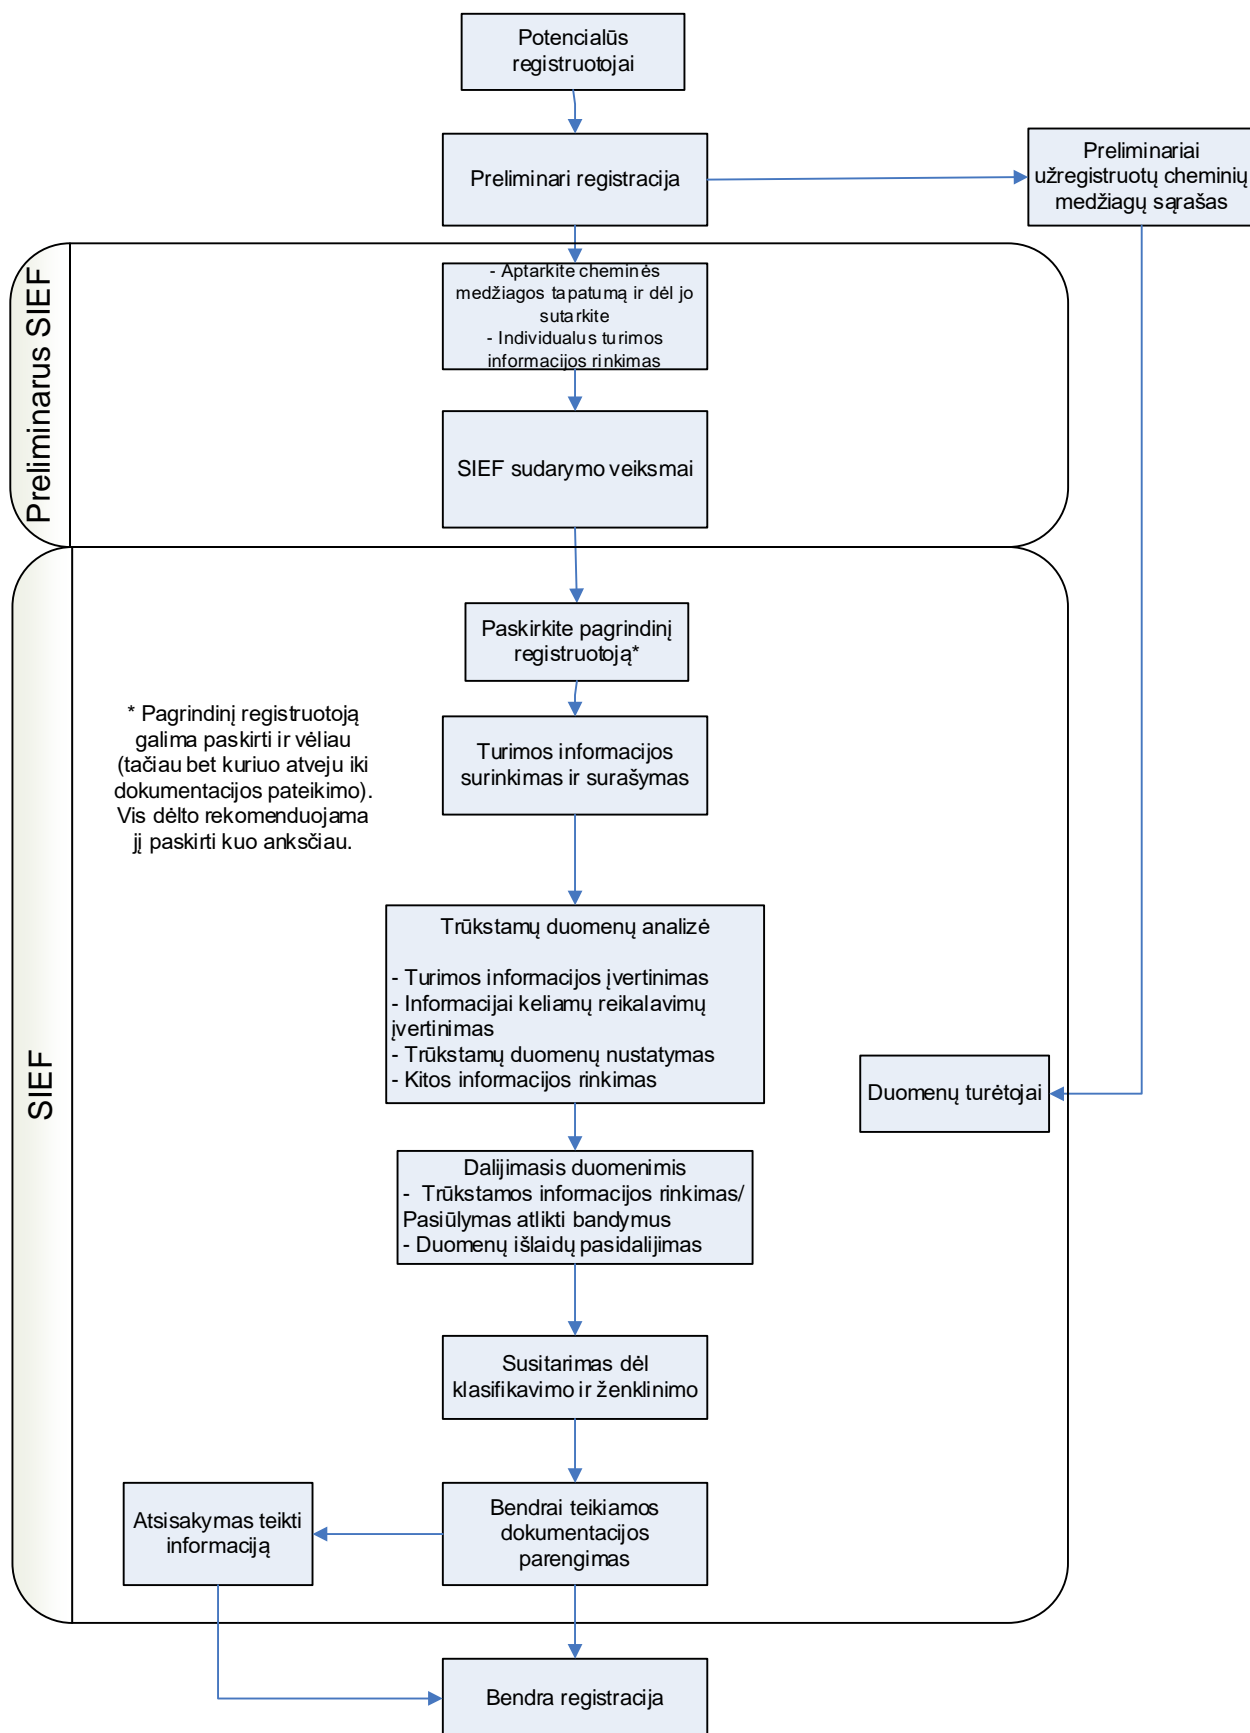 Potencialūs
registruotojai
Preliminari registracija
Preliminariai
užregistruotų cheminių
medžiagų sąrašas
Preliminarus SIEF
- Aptarkite cheminės
medžiagos tapatumą ir dėl jo
sutarkite
- Individualus turimos
informacijos rinkimas
SIEF sudarymo veiksmai
SIEF
Paskirkite pagrindinį
registruotoją*
* Pagrindinį registruotoją
galima paskirti ir vėliau
(tačiau bet kuriuo atveju iki
dokumentacijos pateikimo).
Vis dėlto rekomenduojama
jį paskirti kuo anksčiau.
Turimos informacijos
surinkimas ir surašymas
Trūkstamų duomenų analizė
- Turimos informacijos įvertinimas
- Informacijai keliamų reikalavimų
įvertinimas
- Trūkstamų duomenų nustatymas
- Kitos informacijos rinkimas
Duomenų turėtojai
Dalijimasis duomenimis
- Trūkstamos informacijos rinkimas/
Pasiūlymas atlikti bandymus
- Duomenų išlaidų pasidalijimas
Susitarimas dėl
klasifikavimo ir ženklinimo
Atsisakymas teikti
informaciją
Bendrai teikiamos
dokumentacijos
parengimas
Bendra registracija